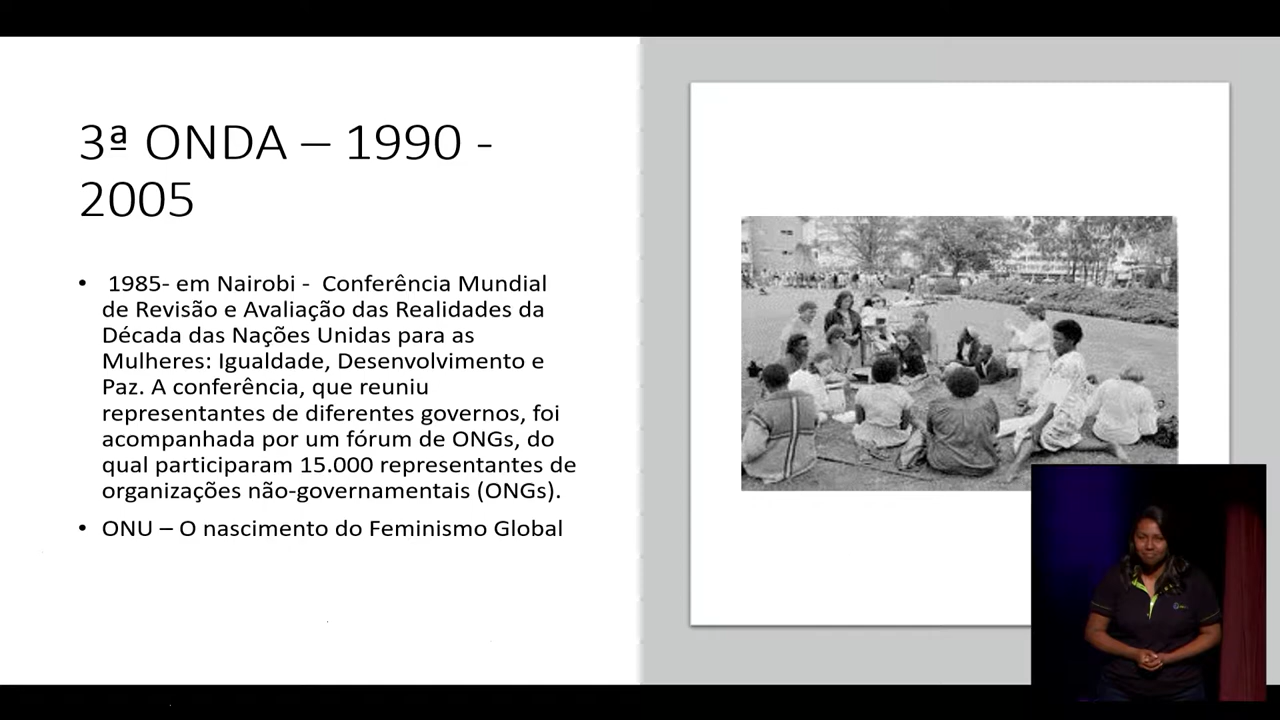 3ª ONDA – 1990 -
2005
• 1985- em Nairobi - Conferência Mundial
de Revisão e Avaliação das Realidades da
Década das Nações Unidas para as
Mulheres: Igualdade, Desenvolvimento e
Paz. A conferência, que reuniu
representantes de diferentes governos, foi
acompanhada por um fórum de ONGs, do
qual participaram 15.000 representantes de
organizações não-governamentais (ONGs).
• ONU – O nascimento do Feminismo Global